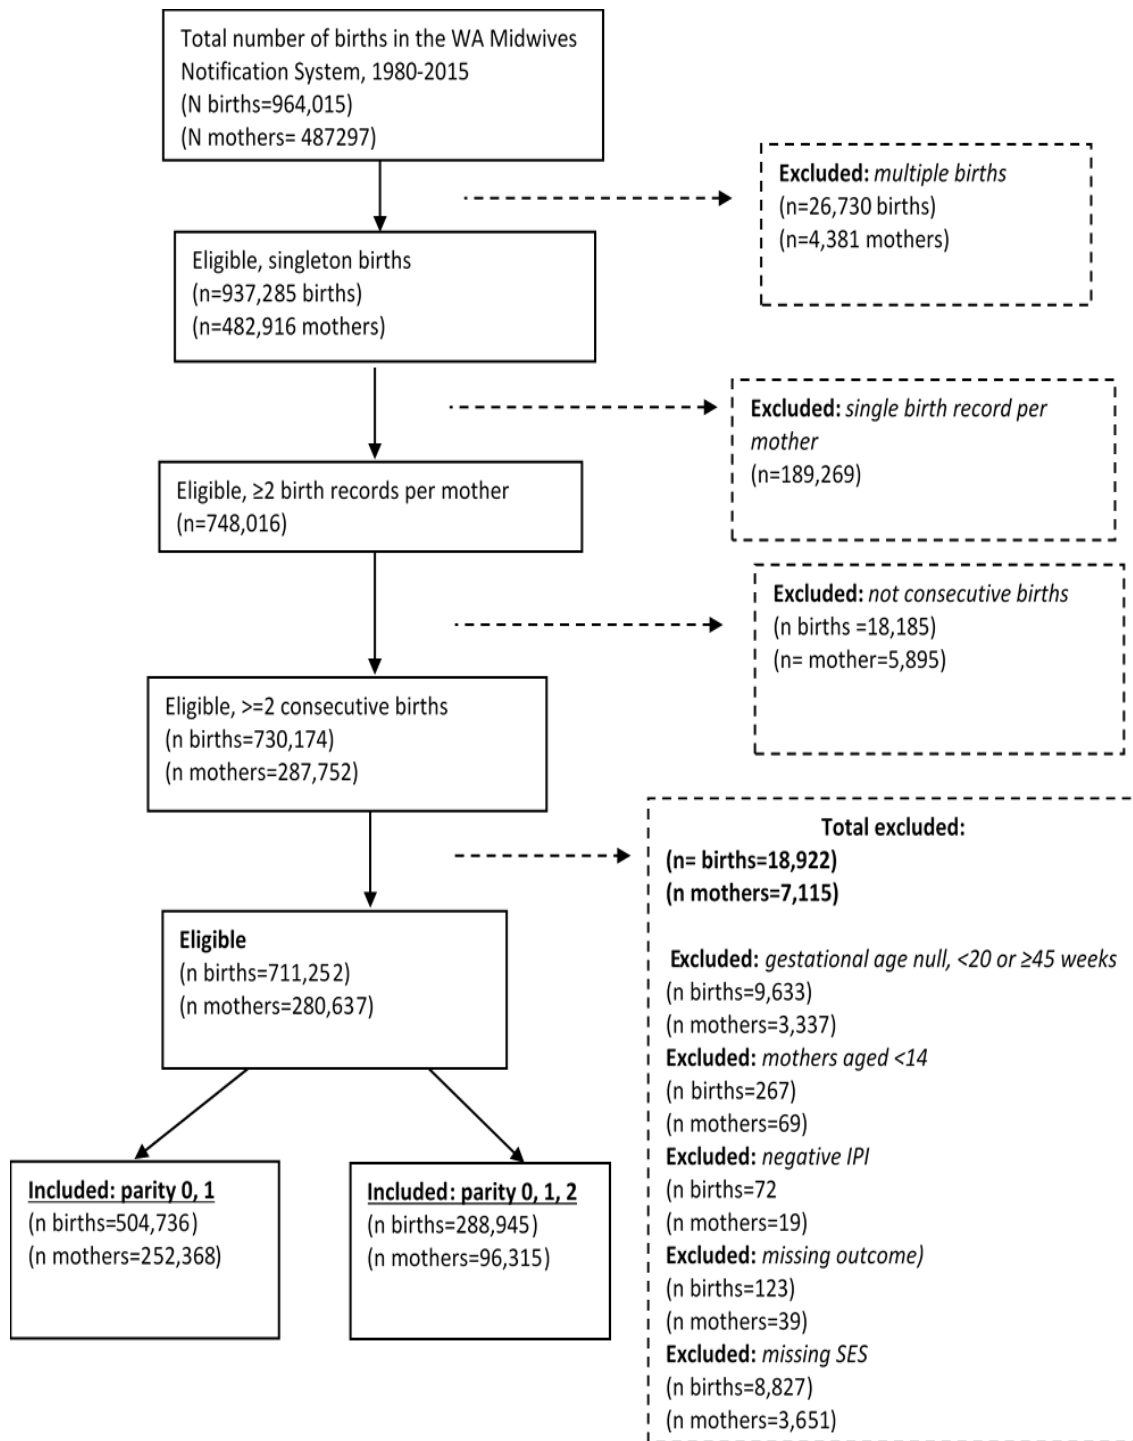 Total number of births in the WA Midwives
Notification System, 1980-2015
(N births=964,015)
(N mothers= 487297)
Excluded: multiple births
(n=26,730 births)
(n=4,381 mothers)
Eligible, singleton births
(n=937,285 births)
(n=482,916 mothers)
Excluded: single birth record per
mother
(n=189,269)
Eligible, ≥2 birth records per mother
(n=748,016)
Excluded: not consecutive births
(n births =18,185)
(n= mother=5,895)
Eligible, >=2 consecutive births
(n births=730,174)
(n mothers=287,752)
Total excluded:
(n= births=18,922)
(n mothers=7,115)
Excluded: gestational age null, <20 or ≥45 weeks
(n births=9,633)
(n mothers=3,337)
Excluded: mothers aged <14
(n births=267)
(n mothers=69)
Excluded: negative IPI
(n births=72
(n mothers=19)
Excluded: missing outcome)
(n births=123)
(n mothers=39)
Excluded: missing SES
(n births=8,827)
(n mothers=3,651)
Eligible
(n births=711,252)
(n mothers=280,637)
Included: parity 0, 1
(n births=504,736)
(n mothers=252,368)
Included: parity 0, 1, 2
(n births=288,945)
(n mothers=96,315)